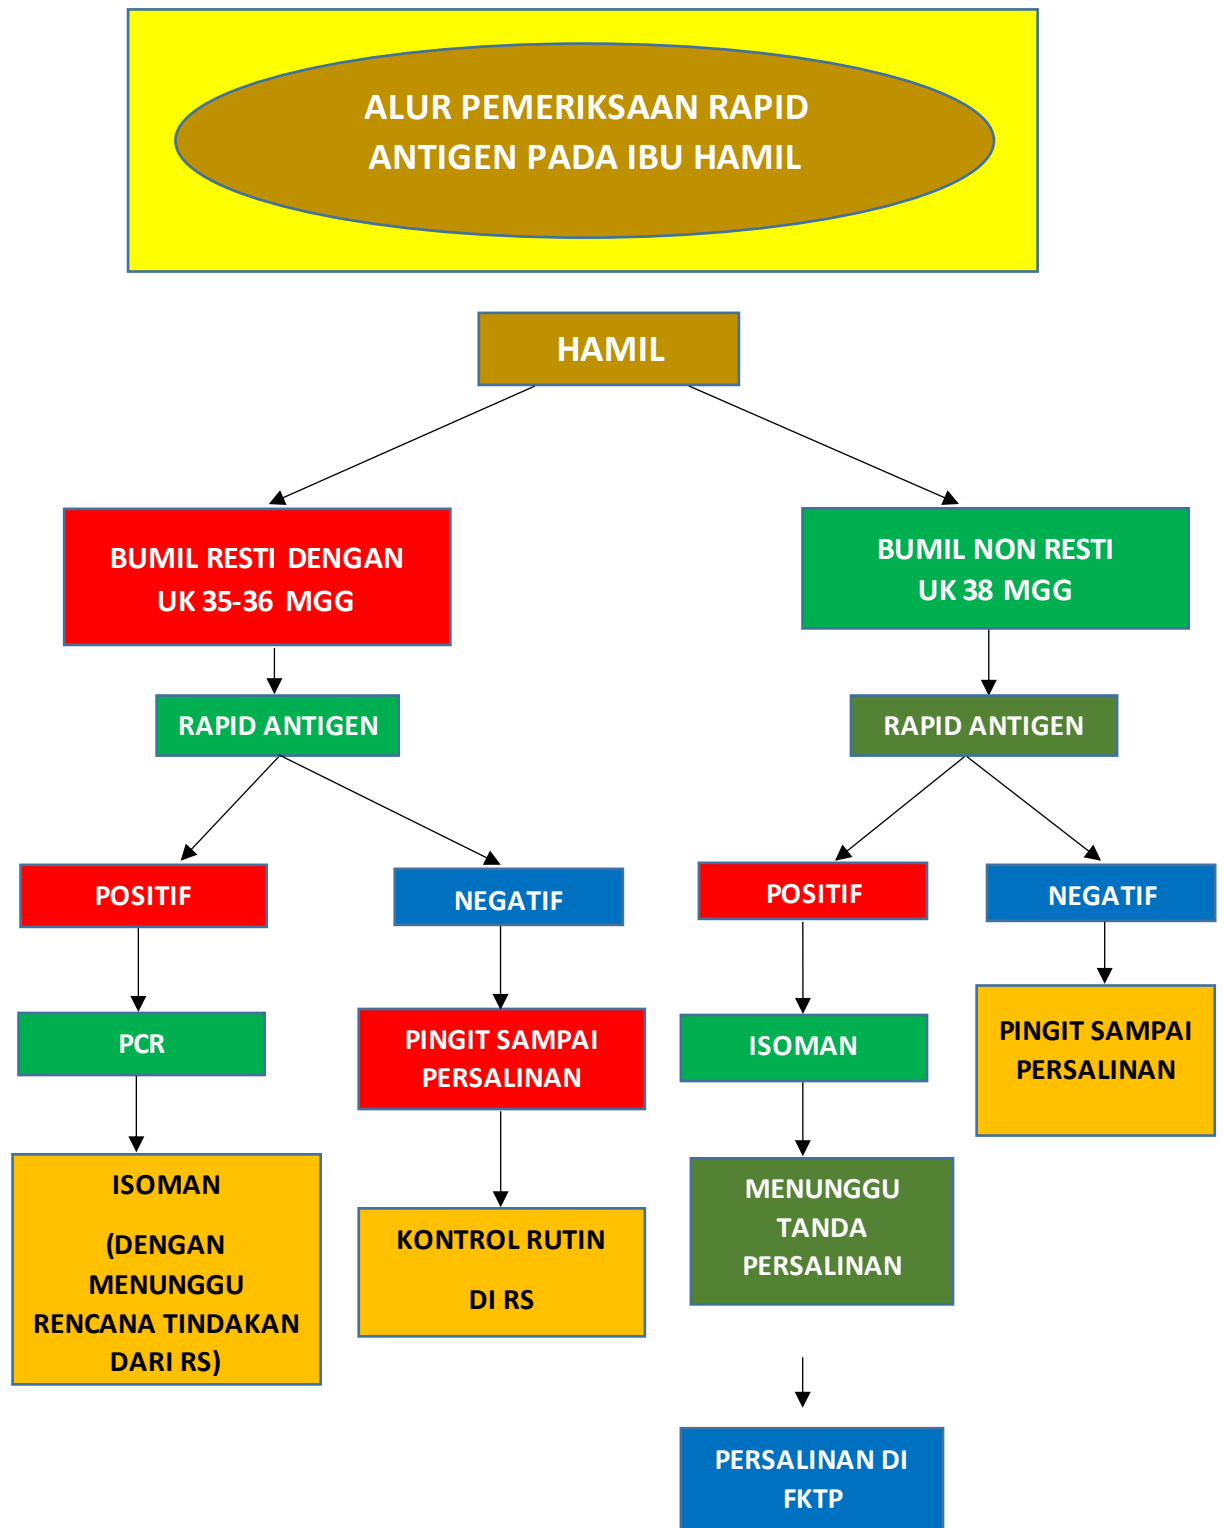 ALUR PEMERIKSAAN RAPID
ANTIGEN PADA IBU HAMIL
HAMIL
BUMIL RESTI DENGAN
UK 35-36 MGG
BUMIL NON RESTI
UK 38 MGG
RAPID ANTIGEN
RAPID ANTIGEN
POSITIF
NEGATIF
POSITIF
NEGATIF
PCR
PINGIT SAMPAI
PERSALINAN
ISOMAN
PINGIT SAMPAI
PERSALINAN
ISOMAN
(DENGAN
MENUNGGU
RENCANA TINDAKAN
DARI RS)
KONTROL RUTIN
DI RS
MENUNGGU
TANDA
PERSALINAN
PERSALINAN DI
FKTP